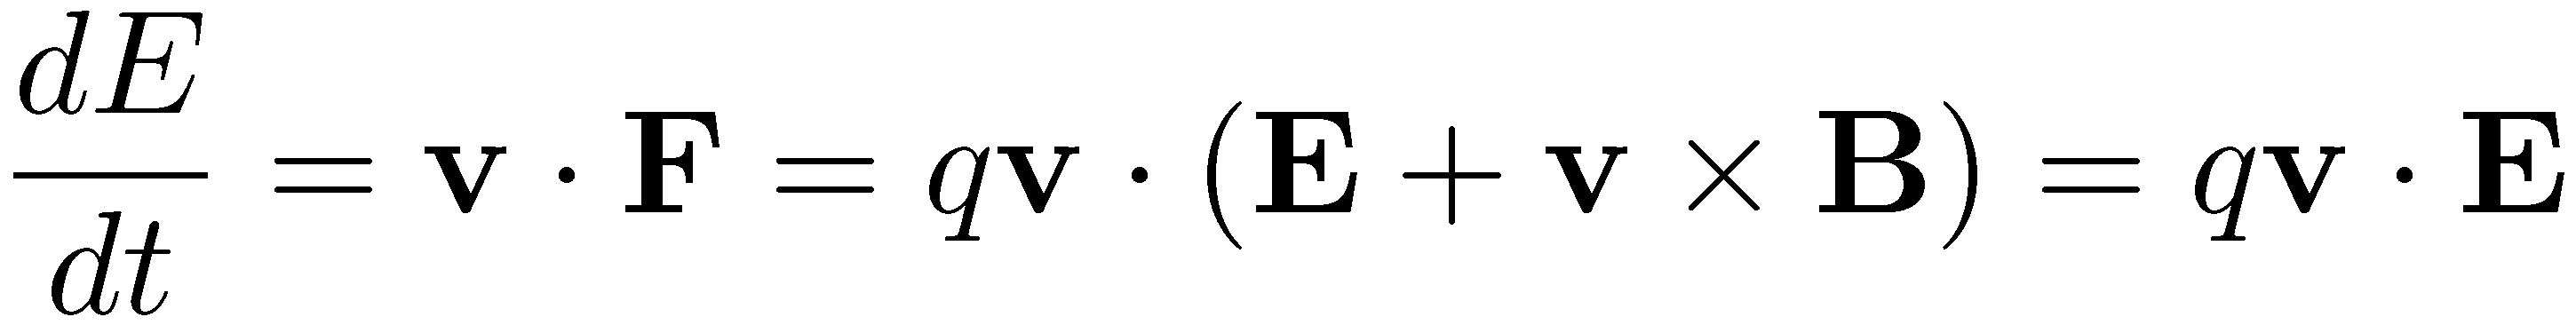 dE/dt = v · F = qv · (E + v × B) = qv · E